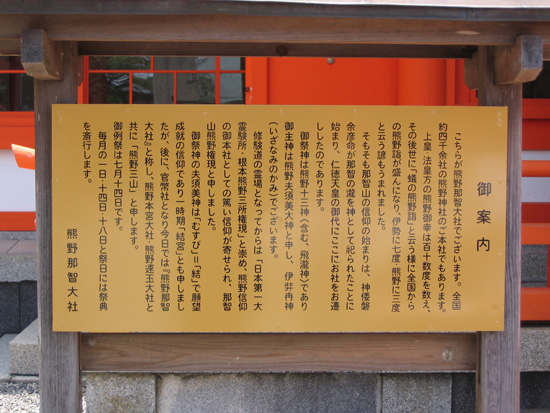 御案内
こちらが熊野那智大社でございます。全国
約四千余社の熊野神社のご本社でもあります。
上皇・法皇方の熊野御幸は百十数度を数え、
その後世に「蟻の熊野詣」と云う様に全国から
の熊野詣が盛んになり、伊勢に七度、熊野に三度
と云う諺もうまれました。
そもそも那智山の信仰の始まりは、神倭磐
余彦命が那智の瀧を神として祀られたことに
始まり、仁徳天皇の御代にここにお社をお遷
ししたのであります。
御祭神は熊野十三神（含む、飛瀧神）であり
御主神は熊野夫須美大神と申し、伊弉冉神
（いざなみのかみ）でございます。
修験道の霊場となってからは「日本第一大
霊験所・根本熊野三所権現」と崇め、熊野信仰
の御本社としての篤い信仰が寄せられ、那智
山熊野権現と申しました。
御祭神の夫須美神は「むすび」＝「結」で願望
成就の信仰であり一時期「結宮」とも申しまし
たが、後に、官幣社となり今日では『熊野那智
大社』と称し、熊野本宮大社・熊野速玉大社と
共に「熊野三山」と申します。
御例祭は七月十四日です。
毎月の一日・十四日・十八日と祭日には祭典
を斎行します。
熊野那智大社